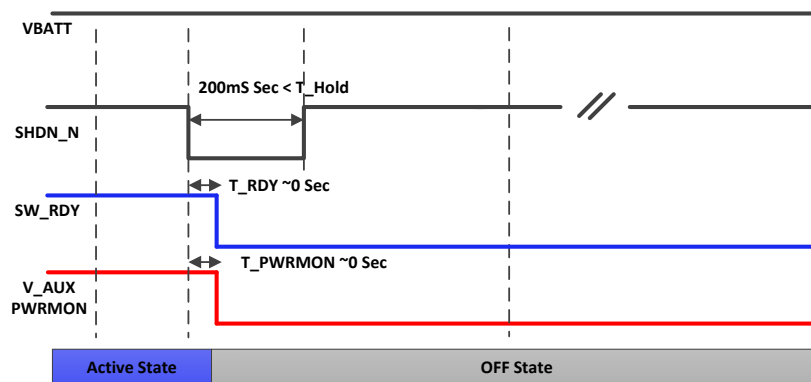 VBATT
200mS Sec < T_Hold
SHDN_N
T_RDY ~0 Sec
SW_RDY
T_PWRMON ~0 Sec
V_AUX
PWRMON
Active State
OFF State